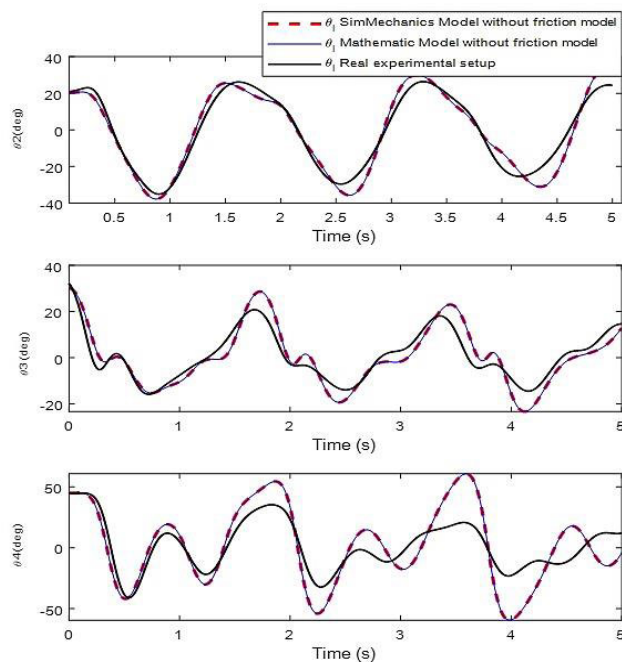 θ| SimMechanics Model without friction model
θ| Mathematic Model without friction model
θ| Real experimental setup
θ2(deg)
40
20
0
-20
-40
0.5 1 1.5 2 2.5 3 3.5 4 4.5 5
Time (s)
θ3 (deg)
40
20
0
-20
0 1 2 3 4 5
Time (s)
θ4(deg)
50
0
-50
0 1 2 3 4 5
Time (s)